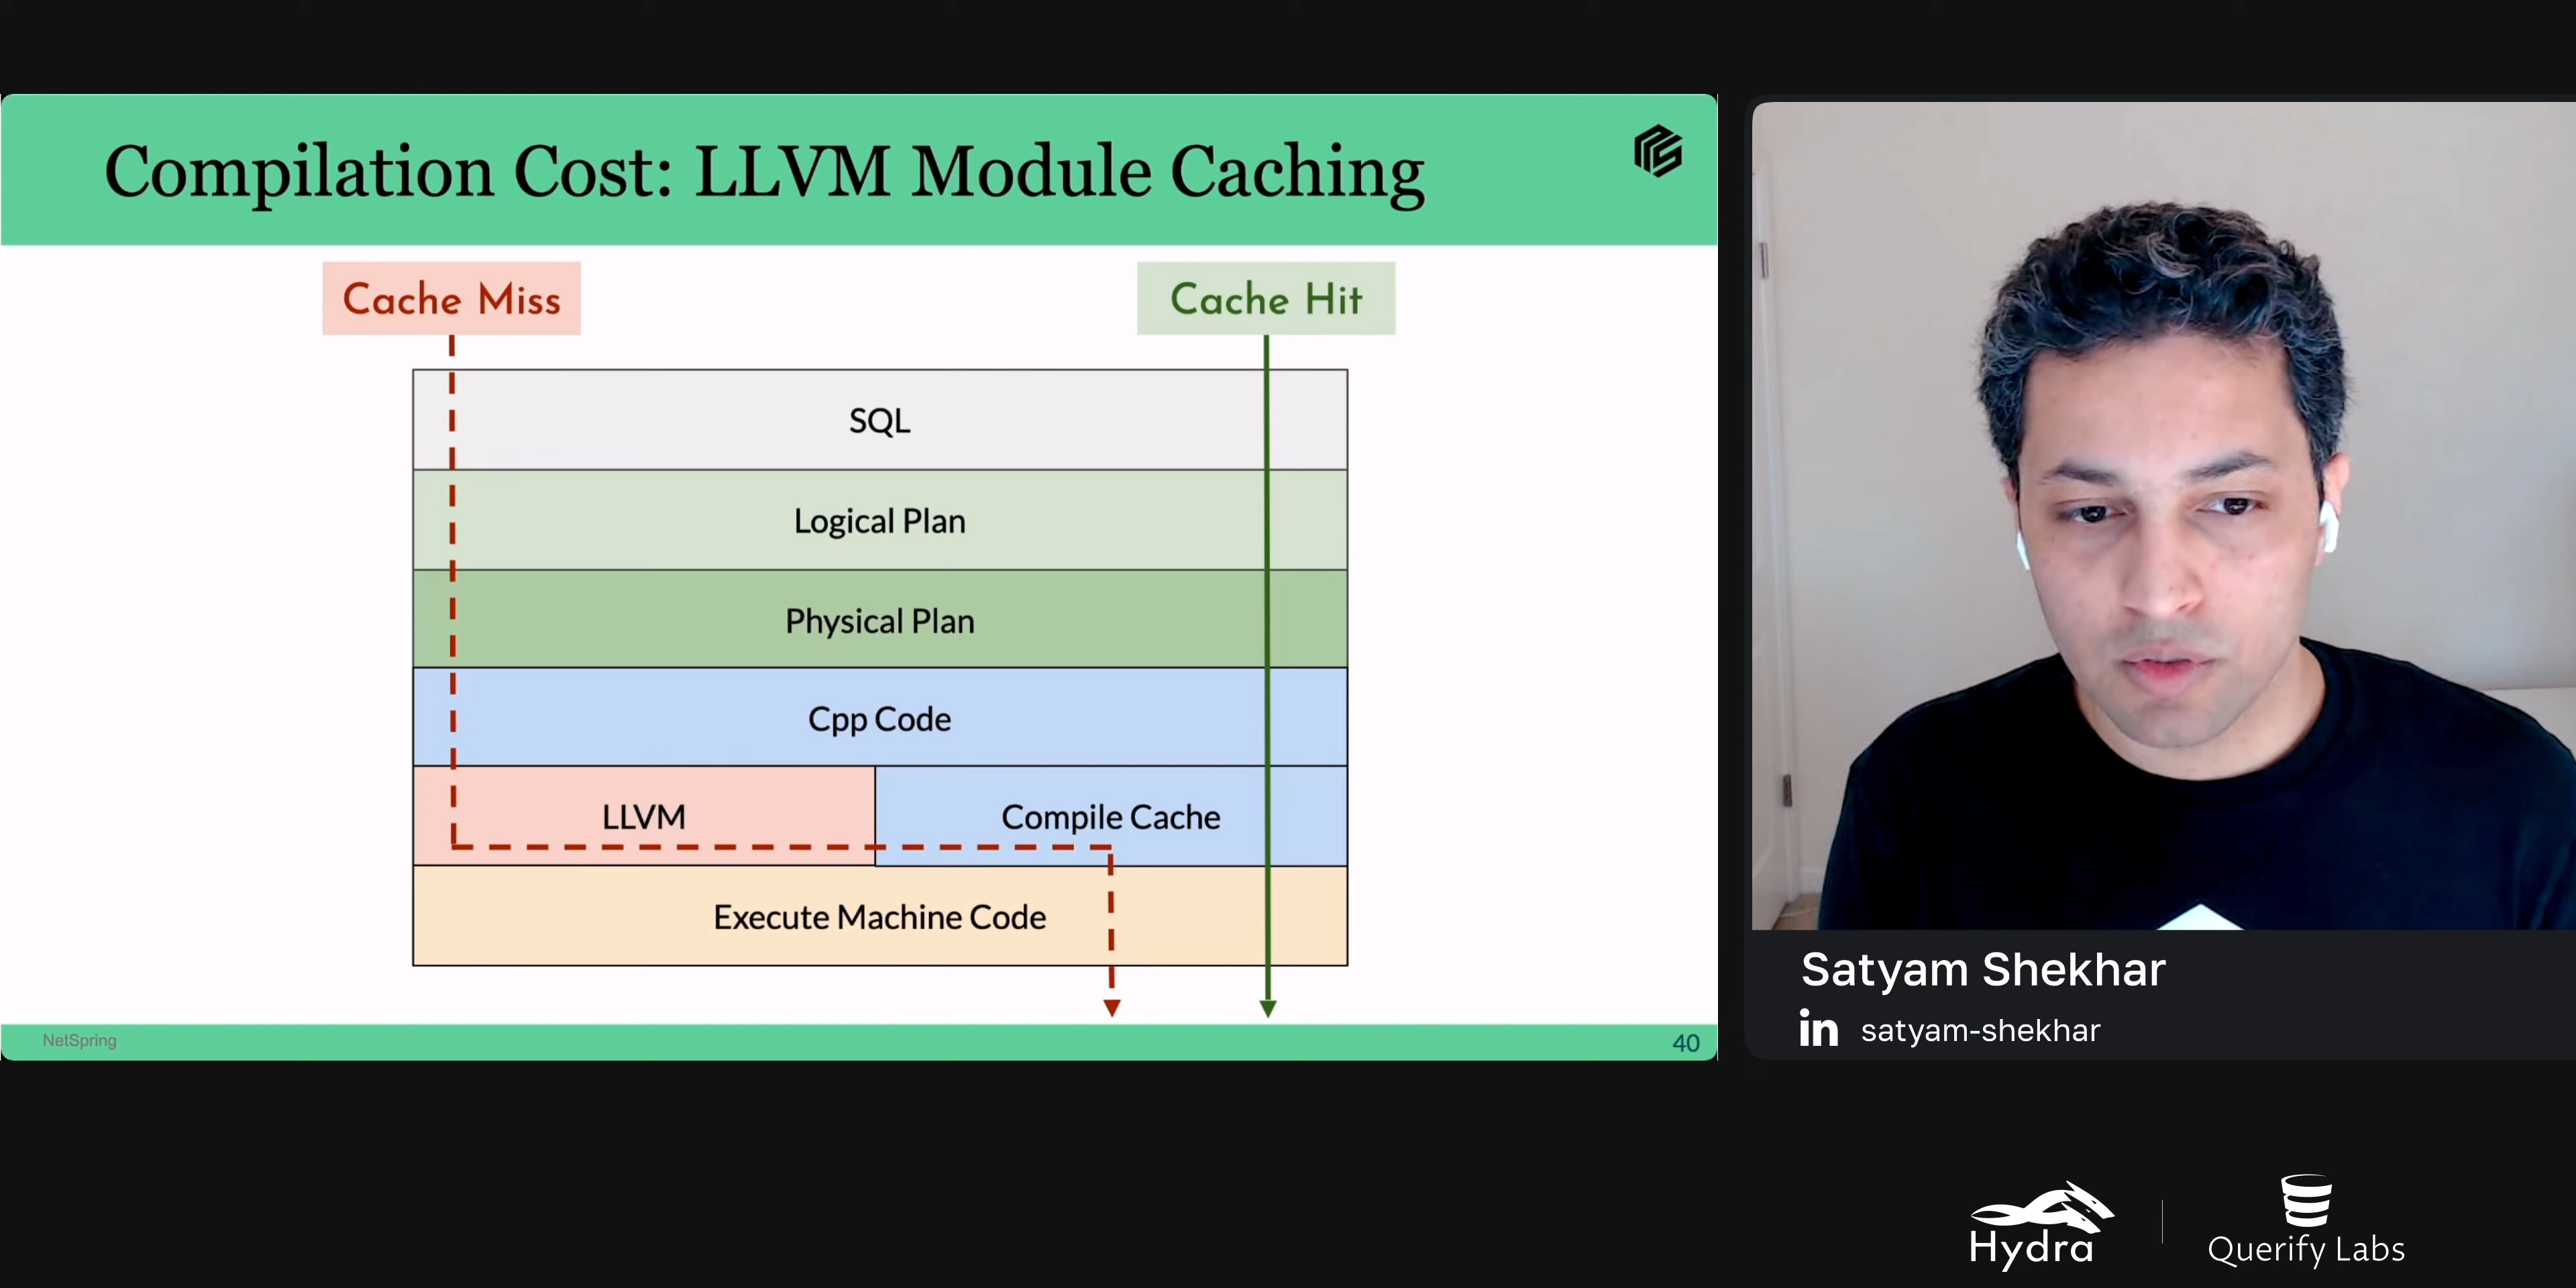 Compilation Cost: LLVM Module Caching
Cache Miss
Cache Hit
SQL
Logical Plan
Physical Plan
Cpp Code
LLVM
Compile Cache
Execute Machine Code
NetSpring
40
Satyam Shekhar
in satyam-shekhar
Hydra
Querify Labs